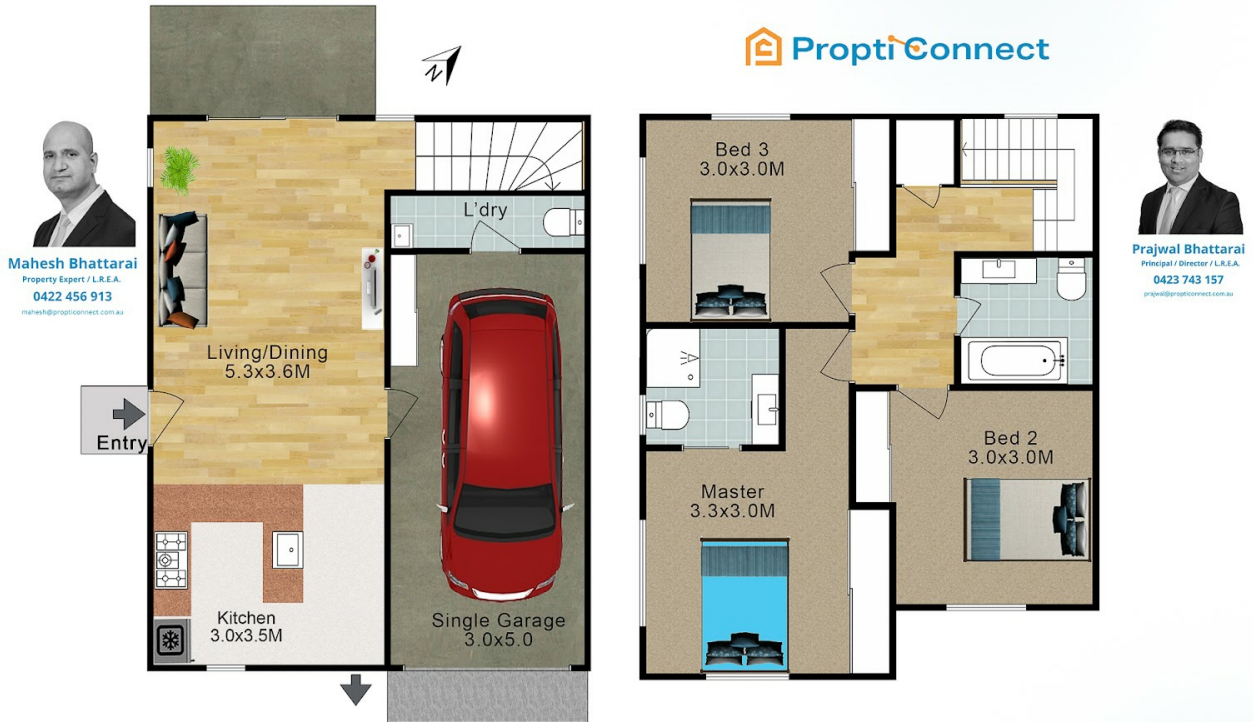 Propti Connect
N
Mahesh Bhattarai
Property Expert / L.R.E.A.
0422 456 913
mahesh@propticonnect.com.au
L'dry
Living/Dining
5.3x3.6M
Entry
Kitchen
3.0x3.5M
Single Garage
3.0x5.0
Bed 3
3.0x3.0M
Bed 2
3.0x3.0M
Master
3.3x3.0M
Prajwal Bhattarai
Principal / Director / L.R.E.A.
0423 743 157
prajwal@propticonnect.com.au